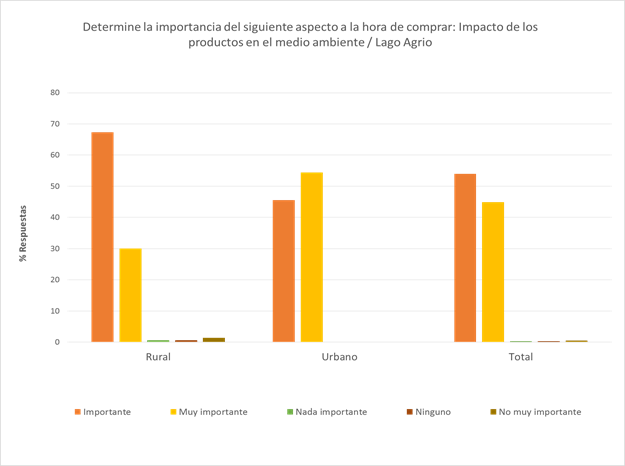 Determine la importancia del siguiente aspecto a la hora de comprar: Impacto de los
productos en el medio ambiente / Lago Agrio
80
70
60
50
40
30
20
10
0
% Respuestas
Rural Urbano Total
Importante Muy importante Nada importante Ninguno No muy importante